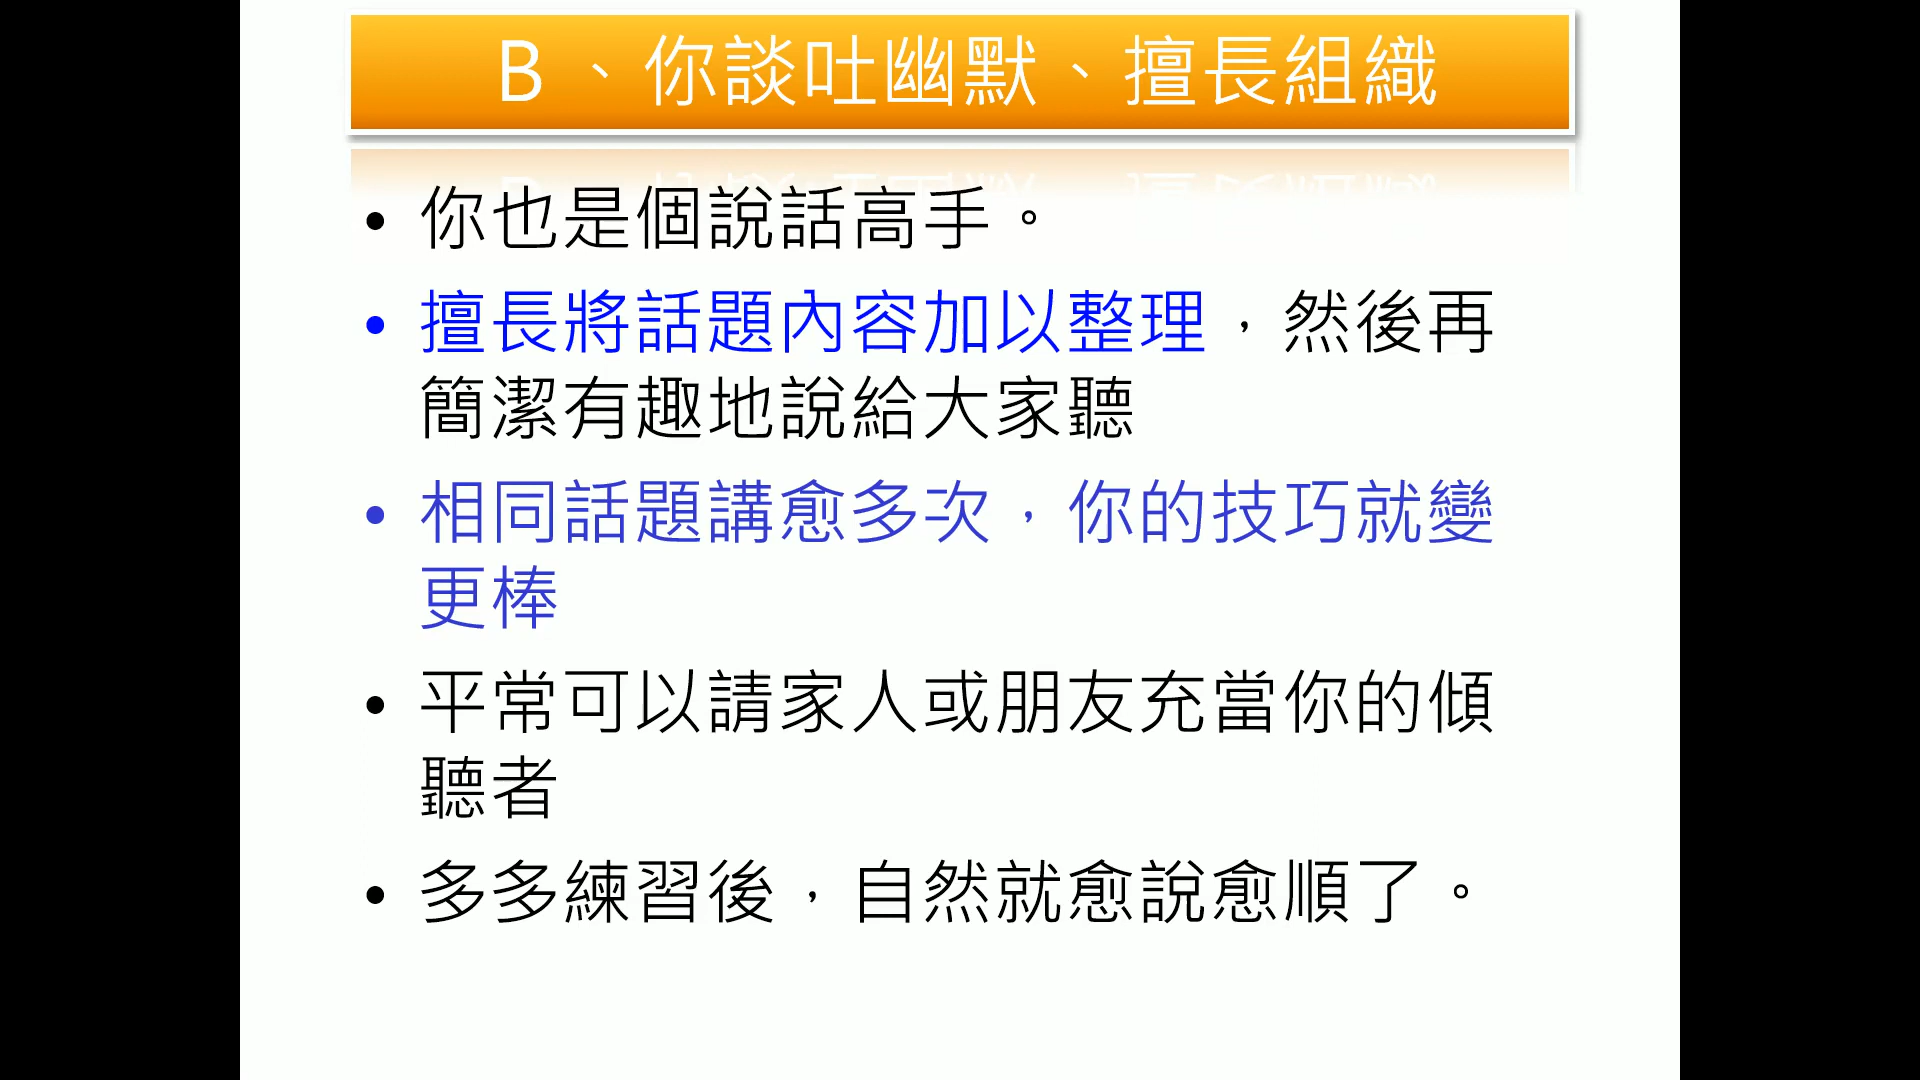 B、你談吐幽默、擅長組織
• 你也是個說話高手。
• 擅長將話題內容加以整理，然後再
簡潔有趣地說給大家聽
• 相同話題講愈多次，你的技巧就變
更棒
• 平常可以請家人或朋友充當你的傾
聽者
• 多多練習後，自然就愈說愈順了。